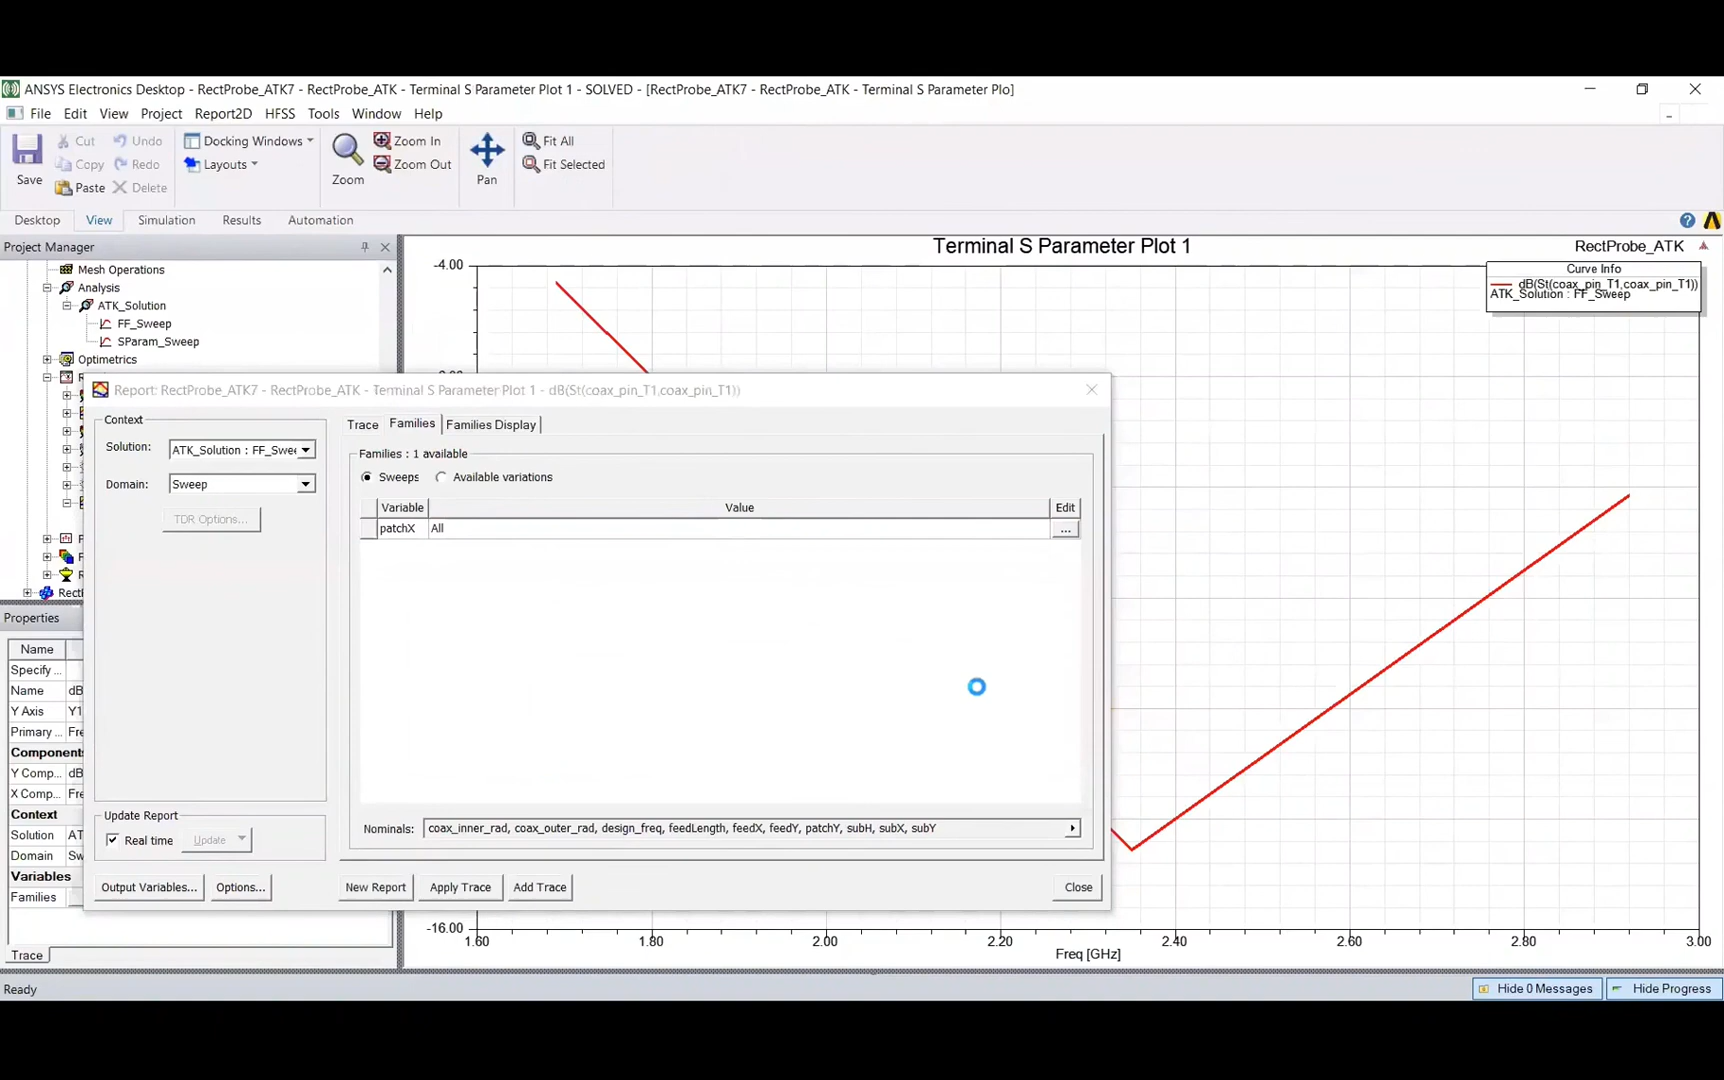 ANSYS Electronics Desktop - RectProbe_ATK7 - RectProbe_ATK - Terminal S Parameter Plot 1 - SOLVED - [RectProbe_ATK7 - RectProbe_ATK - Terminal S Parameter Plo]
File Edit View Project Report2D HFSS Tools Window Help
Save
Cut
Copy
Paste
Undo
Redo
Delete
Docking Windows
Layouts
Zoom
Zoom In
Zoom Out
Pan
Fit All
Fit Selected
Desktop View Simulation Results Automation
Project Manager
Mesh Operations
Analysis
ATK_Solution
FF_Sweep
SParam_Sweep
Optimetrics
Terminal S Parameter Plot 1
RectProbe_ATK
Curve Info
dB(St(coax_pin_T1,coax_pin_T1))
ATK_Solution : FF_Sweep
-4.00
Report: RectProbe_ATK7 - RectProbe_ATK - Terminal S Parameter Plot 1 - dB(St(coax_pin_T1,coax_pin_T1))
Context
Solution: ATK_Solution : FF_Swee
Domain: Sweep
TDR Options...
Trace Families Families Display
Families : 1 available
Sweeps Available variations
Variable Value Edit
patchX All ...
Nominals: coax_inner_rad, coax_outer_rad, design_freq, feedLength, feedX, feedY, patchY, subH, subX, subY
Update Report
Real time Update
Output Variables... Options... New Report Apply Trace Add Trace Close
Properties
Name
Specify ...
Name dB
Y Axis Y1
Primary ... Fre
Component
Y Comp... dB
X Comp... Fre
Context
Solution AT
Domain Sw
Variables
Families
Trace
-16.00
1.60 1.80 2.00 2.20 2.40 2.60 2.80 3.00
Freq [GHz]
Ready
Hide 0 Messages Hide Progress